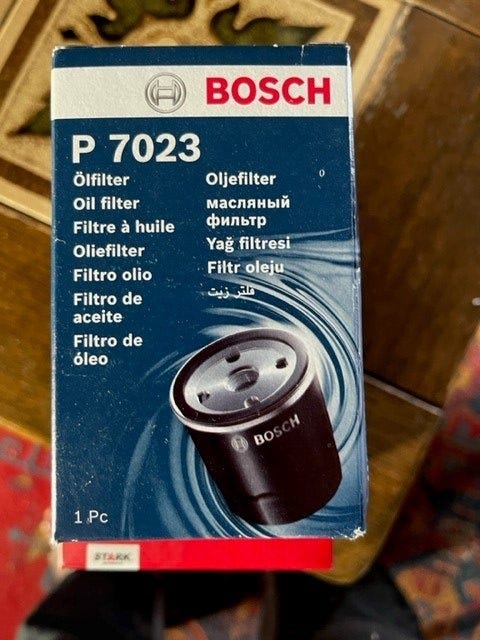 BOSCH
P 7023
Ölfilter
Oil filter
Filtre à huile
Oliefilter
Filtro olio
Filtro de
aceite
Filtro de
óleo
Oljefilter
масляный
фильтр
Yağ filtresi
Filtr oleju
فلتر زيت
BOSCH
1 Pc
STARK